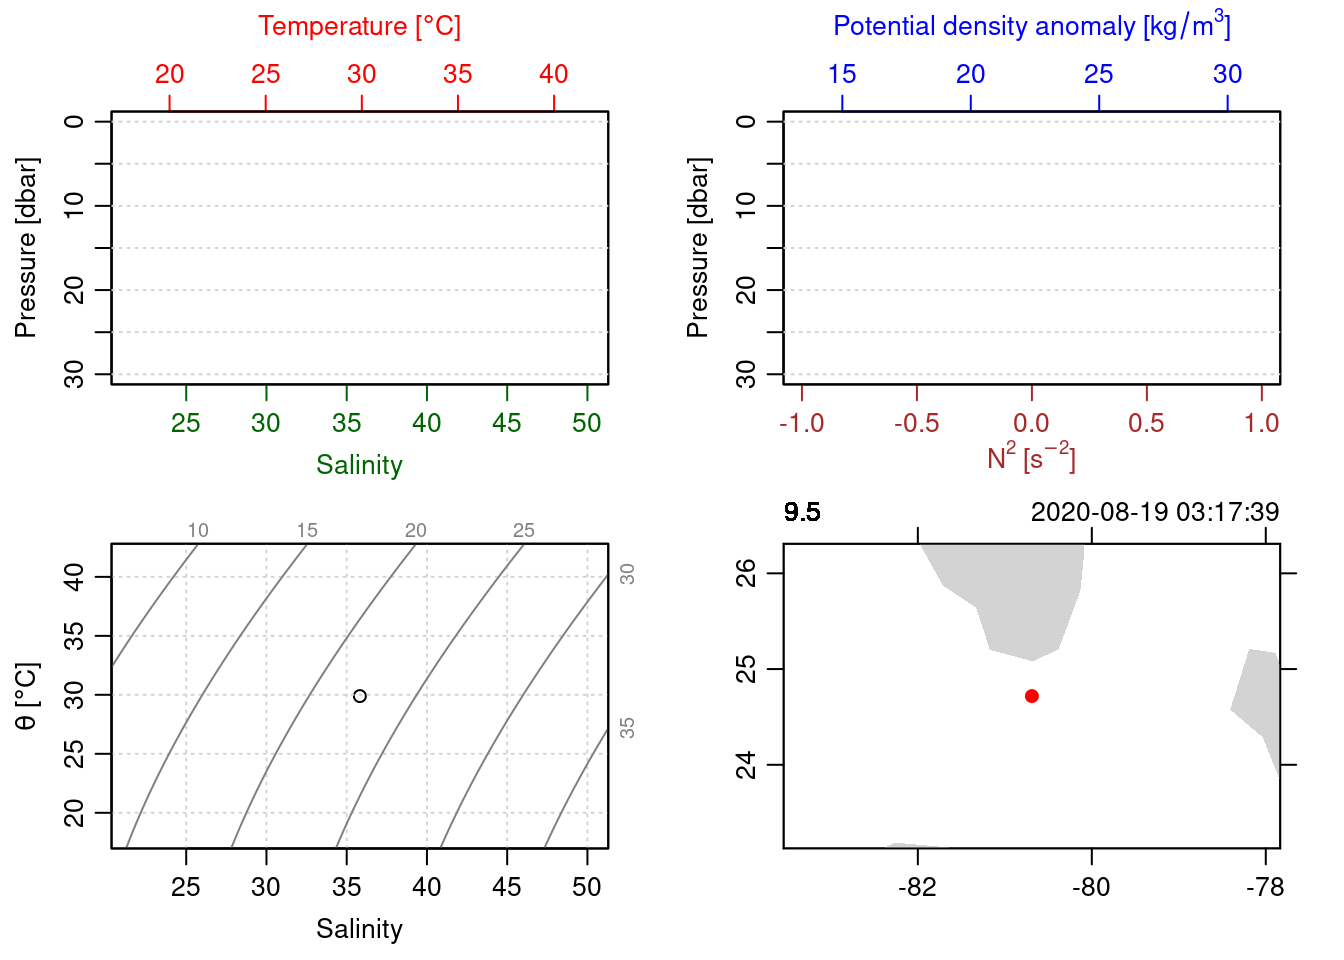 Temperature [°C]
20 25 30 35 40
Pressure [dbar]
0 10 20 30
25 30 35 40 45 50
Salinity
Potential density anomaly [kg/m³]
15 20 25 30
Pressure [dbar]
0 10 20 30
-1.0 -0.5 0.0 0.5 1.0
N² [s⁻²]
10 15 20 25
30
35
θ [°C]
40 35 30 25 20
25 30 35 40 45 50
Salinity
9.5 2020-08-19 03:17:39
26 25 24
-82 -80 -78